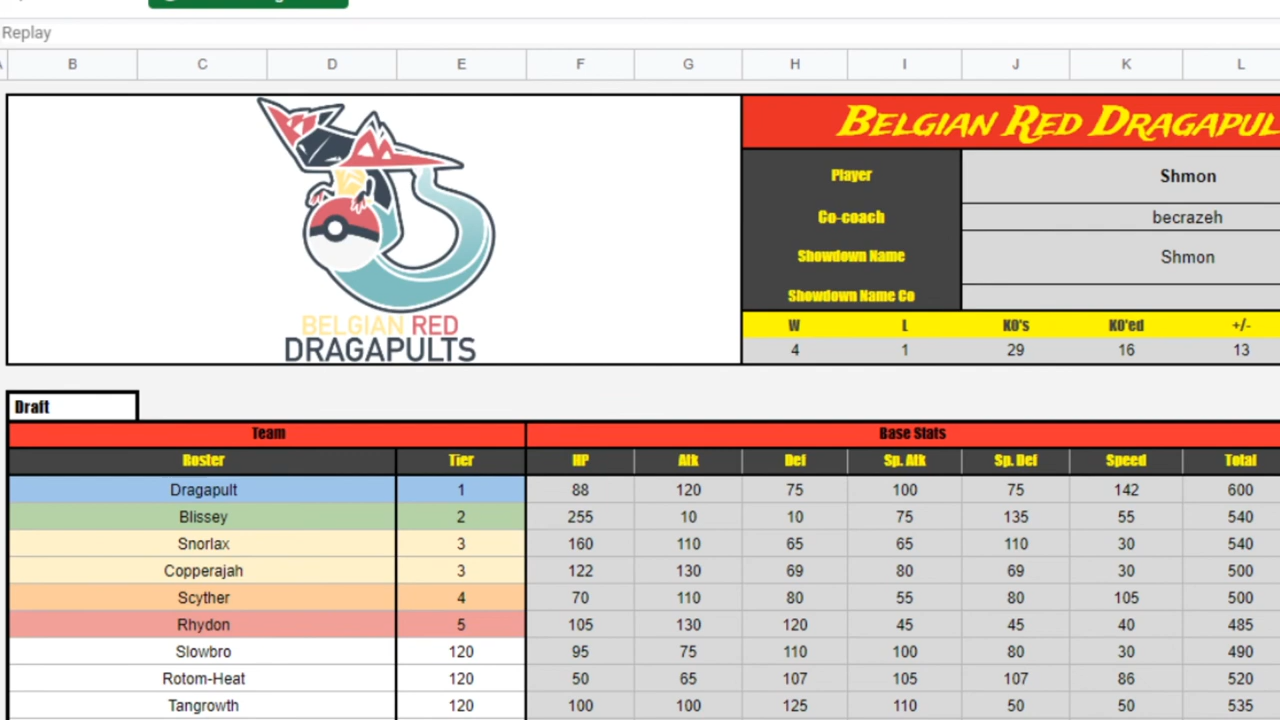 Replay
B C D E F G H I J K L
BELGIAN RED DRAGAPUL
Player Shmon
Co-coach becrazeh
Showdown Name Shmon
Showdown Name Co
W L KO's KO'ed +/-
4 1 29 16 13
BELGIAN RED
DRAGAPULTS
Draft
Team Base Stats
Roster Tier HP Atk Def Sp. Atk Sp. Def Speed Total
Dragapult 1 88 120 75 100 75 142 600
Blissey 2 255 10 10 75 135 55 540
Snorlax 3 160 110 65 65 110 30 540
Copperajah 3 122 130 69 80 69 30 500
Scyther 4 70 110 80 55 80 105 500
Rhydon 5 105 130 120 45 45 40 485
Slowbro 120 95 75 110 100 80 30 490
Rotom-Heat 120 50 65 107 105 107 86 520
Tangrowth 120 100 100 125 110 50 50 535